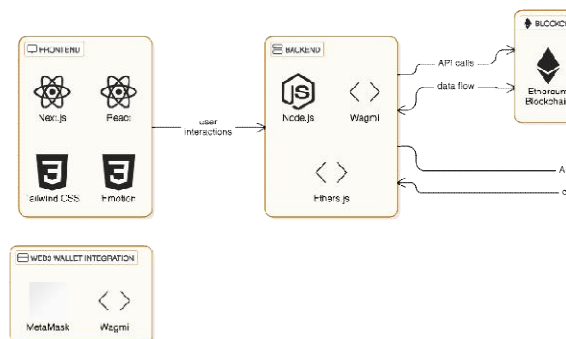 FRONTEND
Next.js
React
Tailwind CSS
Emotion
user
interactions
BACKEND
Node.js
Wagmi
Ethers.js
API calls
data flow
BLOCKC
Ethereum
Blockchain
A
c
WEB3 WALLET INTEGRATION
MetaMask
Wagmi